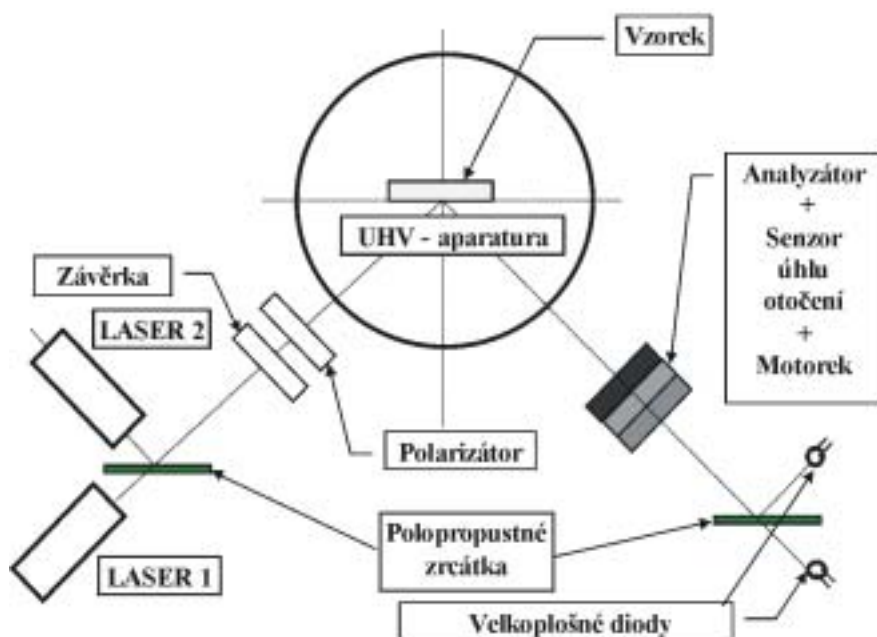 Vzorek
UHV - aparatura
Analyzátor
+
Senzor
úhlu
otočení
+
Motorek
Závěrka
LASER 2
Polarizátor
Polopropustné
zrcátka
LASER 1
Velkoplošné diody